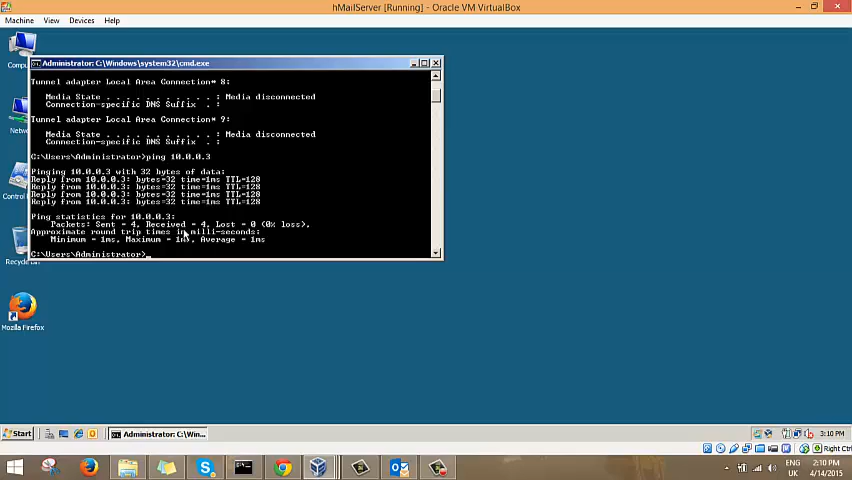 hMailServer [Running] - Oracle VM VirtualBox
Machine View Devices Help
Administrator: C:\Windows\system32\cmd.exe
Tunnel adapter Local Area Connection* 8:
Media State . . . . . . . . . . . : Media disconnected
Connection-specific DNS Suffix  . :
Tunnel adapter Local Area Connection* 9:
Media State . . . . . . . . . . . : Media disconnected
Connection-specific DNS Suffix  . :
C:\Users\Administrator>ping 10.0.0.3
Pinging 10.0.0.3 with 32 bytes of data:
Reply from 10.0.0.3: bytes=32 time=1ms TTL=128
Reply from 10.0.0.3: bytes=32 time=1ms TTL=128
Reply from 10.0.0.3: bytes=32 time=1ms TTL=128
Reply from 10.0.0.3: bytes=32 time=1ms TTL=128
Ping statistics for 10.0.0.3:
Packets: Sent = 4, Received = 4, Lost = 0 (0% loss),
Approximate round trip times in milli-seconds:
Minimum = 1ms, Maximum = 1ms, Average = 1ms
C:\Users\Administrator>_
Compu
Netw
Control
Recycle
Mozilla Firefox
Start Administrator: C:\Win... 3:10 PM
Right Ctrl
ENG 2:10 PM
UK 4/14/2015